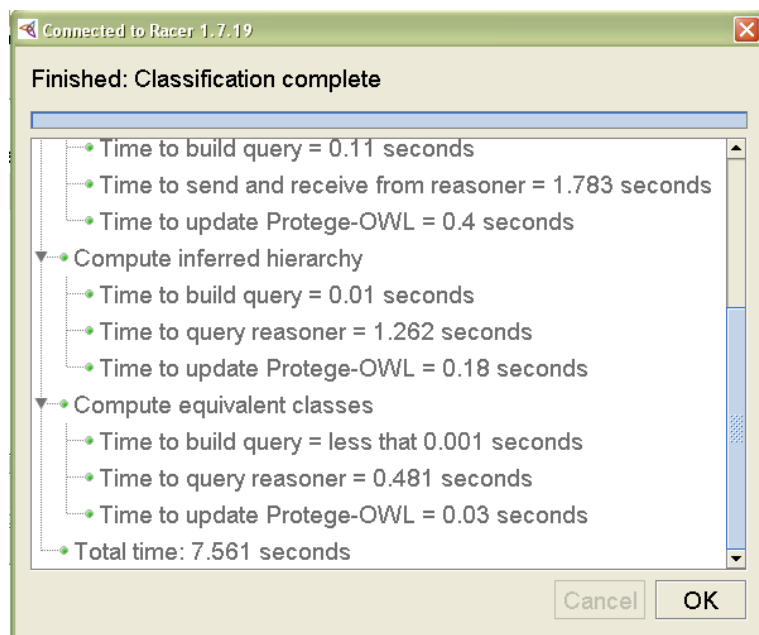 Connected to Racer 1.7.19
Finished: Classification complete
Time to build query = 0.11 seconds
Time to send and receive from reasoner = 1.783 seconds
Time to update Protege-OWL = 0.4 seconds
Compute inferred hierarchy
Time to build query = 0.01 seconds
Time to query reasoner = 1.262 seconds
Time to update Protege-OWL = 0.18 seconds
Compute equivalent classes
Time to build query = less that 0.001 seconds
Time to query reasoner = 0.481 seconds
Time to update Protege-OWL = 0.03 seconds
Total time: 7.561 seconds
Cancel OK